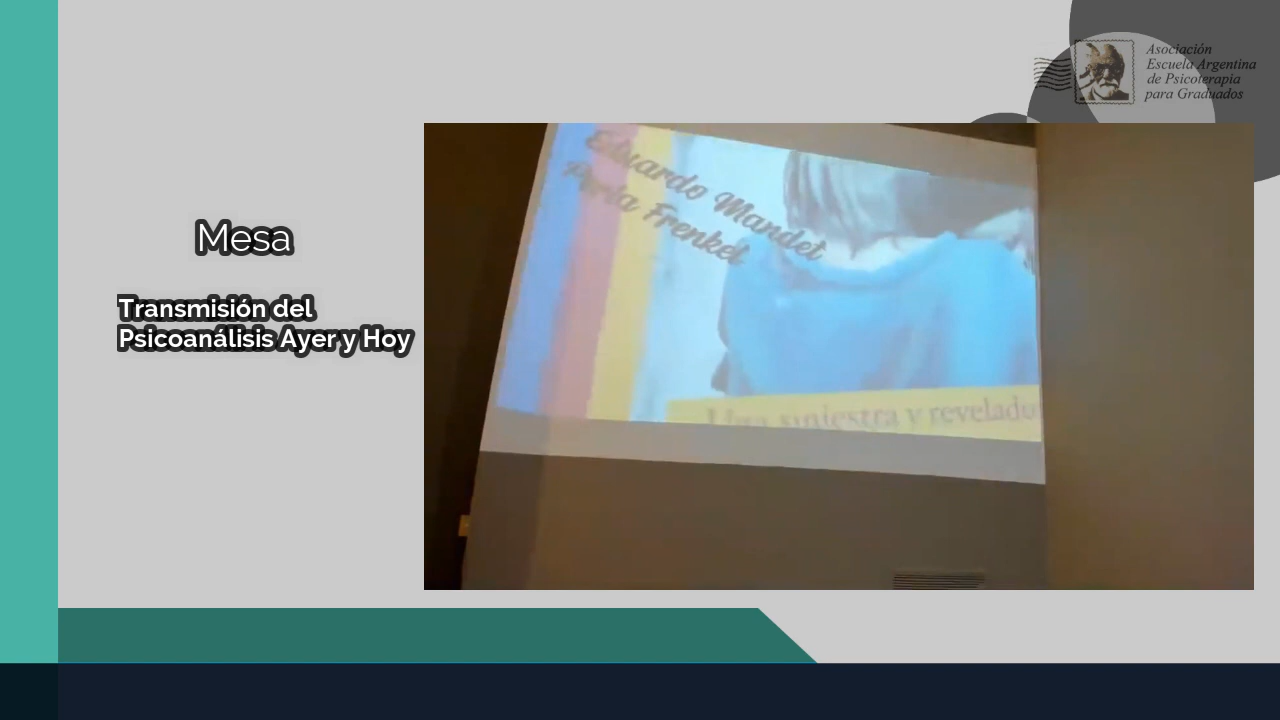 Asociación
Escuela Argentina
de Psicoterapia
para Graduados
Mesa
Transmisión del
Psicoanálisis Ayer y Hoy
Eduardo Mandet
Perla Frenkel
Una siniestra y revelado